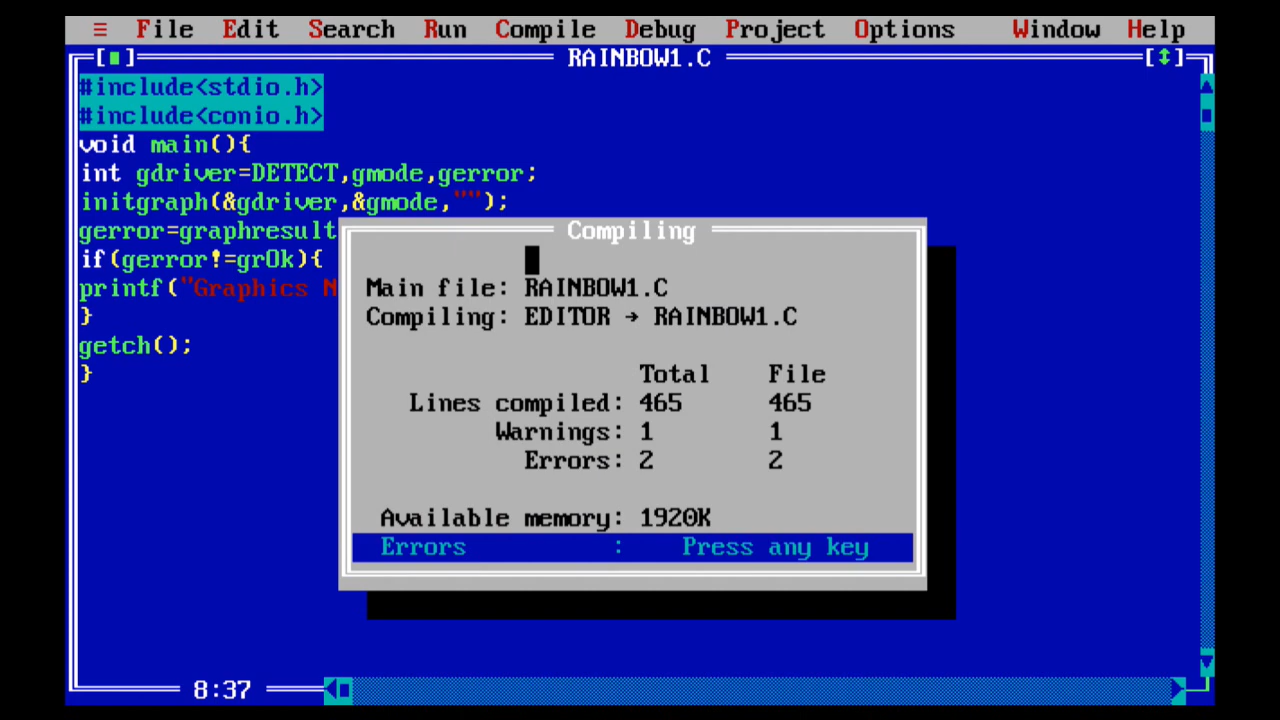 ≡ File Edit Search Run Compile Debug Project Options Window Help
RAINBOW1.C
#include<stdio.h>
#include<conio.h>
void main(){
int gdriver=DETECT,gmode,gerror;
initgraph(&gdriver,&gmode,"");
gerror=graphresult
if(gerror!=grOk){
printf("Graphics N
}
getch();
}
Compiling
Main file: RAINBOW1.C
Compiling: EDITOR → RAINBOW1.C
Total File
Lines compiled: 465 465
Warnings: 1 1
Errors: 2 2
Available memory: 1920K
Errors : Press any key
8:37